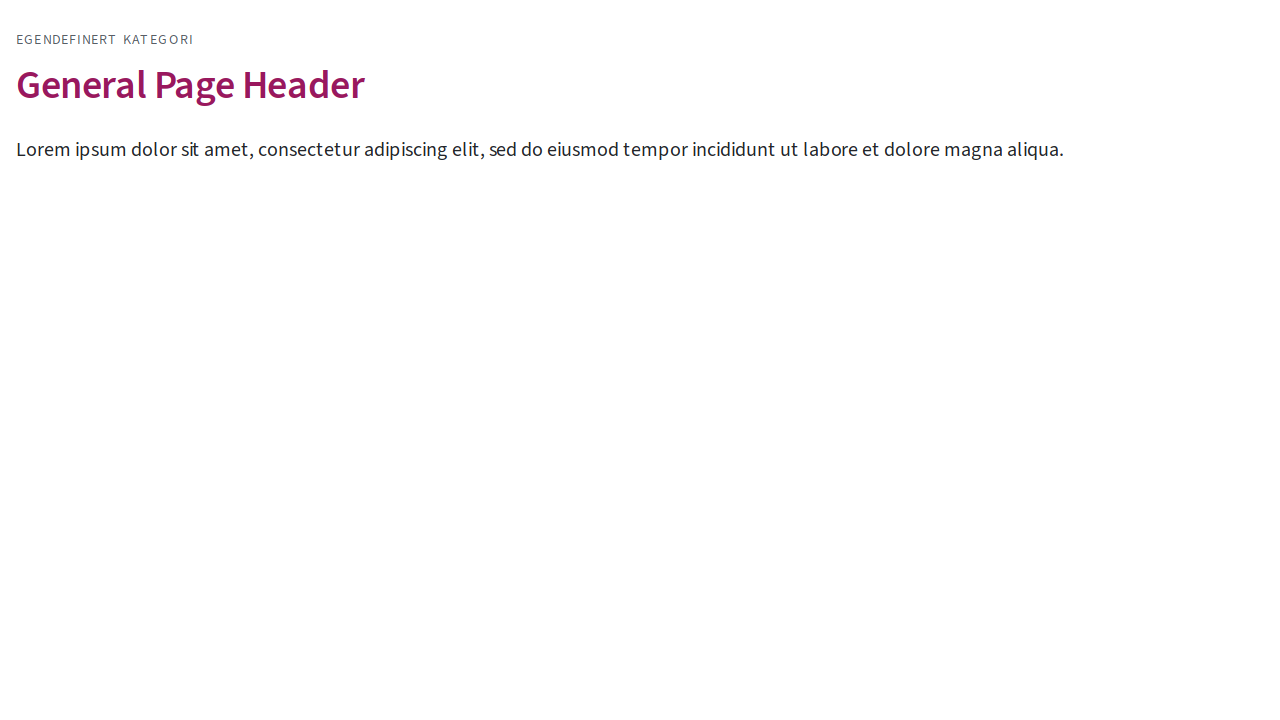 EGENDEFINERT KATEGORI
General Page Header
Lorem ipsum dolor sit amet, consectetur adipiscing elit, sed do eiusmod tempor incididunt ut labore et dolore magna aliqua.